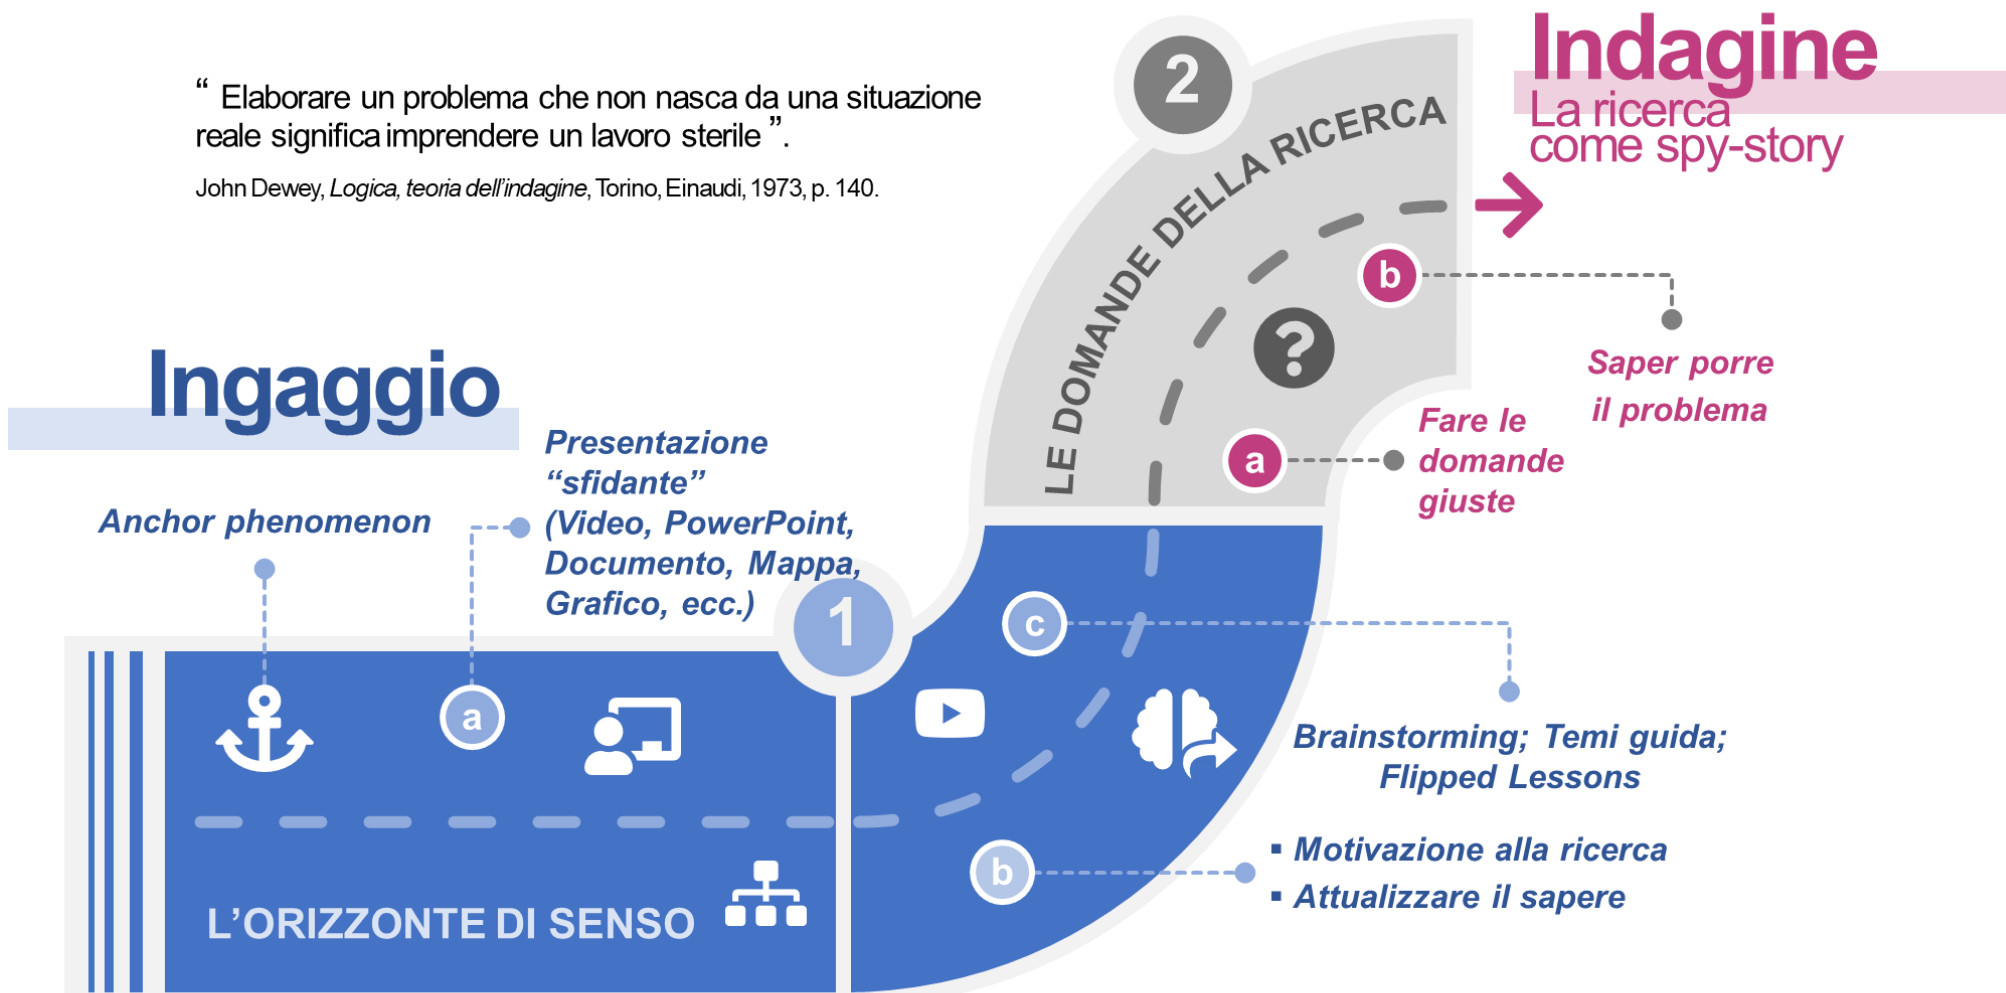 “ Elaborare un problema che non nasca da una situazione
reale significa imprendere un lavoro sterile ”.
John Dewey, Logica, teoria dell’indagine, Torino, Einaudi, 1973, p. 140.
2
LE DOMANDE DELLA RICERCA
Indagine
La ricerca
come spy-story
b
Saper porre
il problema
?
a
Fare le
domande
giuste
Ingaggio
Anchor phenomenon
Presentazione
“sfidante”
(Video, PowerPoint,
Documento, Mappa,
Grafico, ecc.)
1
a
c
Brainstorming; Temi guida;
Flipped Lessons
b
▪ Motivazione alla ricerca
▪ Attualizzare il sapere
L’ORIZZONTE DI SENSO